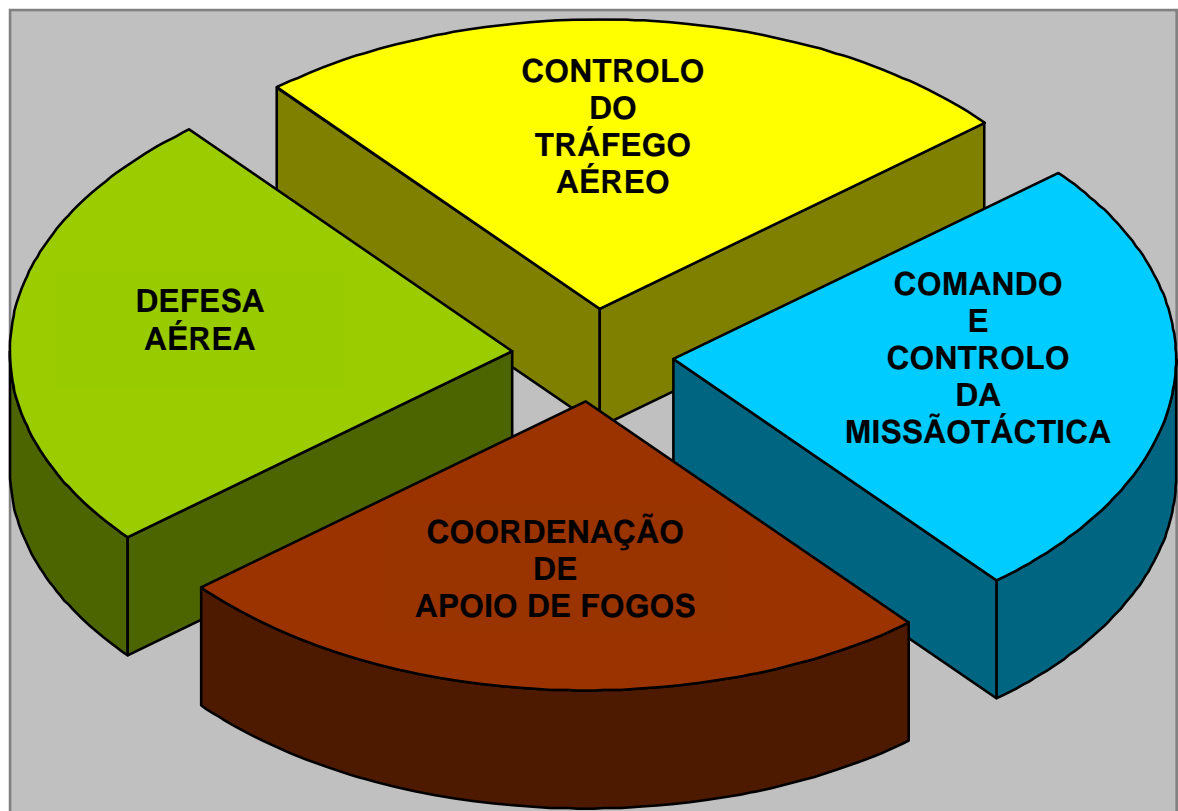 CONTROLO
DO
TRÁFEGO
AÉREO
DEFESA
AÉREA
COMANDO
E
CONTROLO
DA
MISSÃOTÁCTICA
COORDENAÇÃO
DE
APOIO DE FOGOS